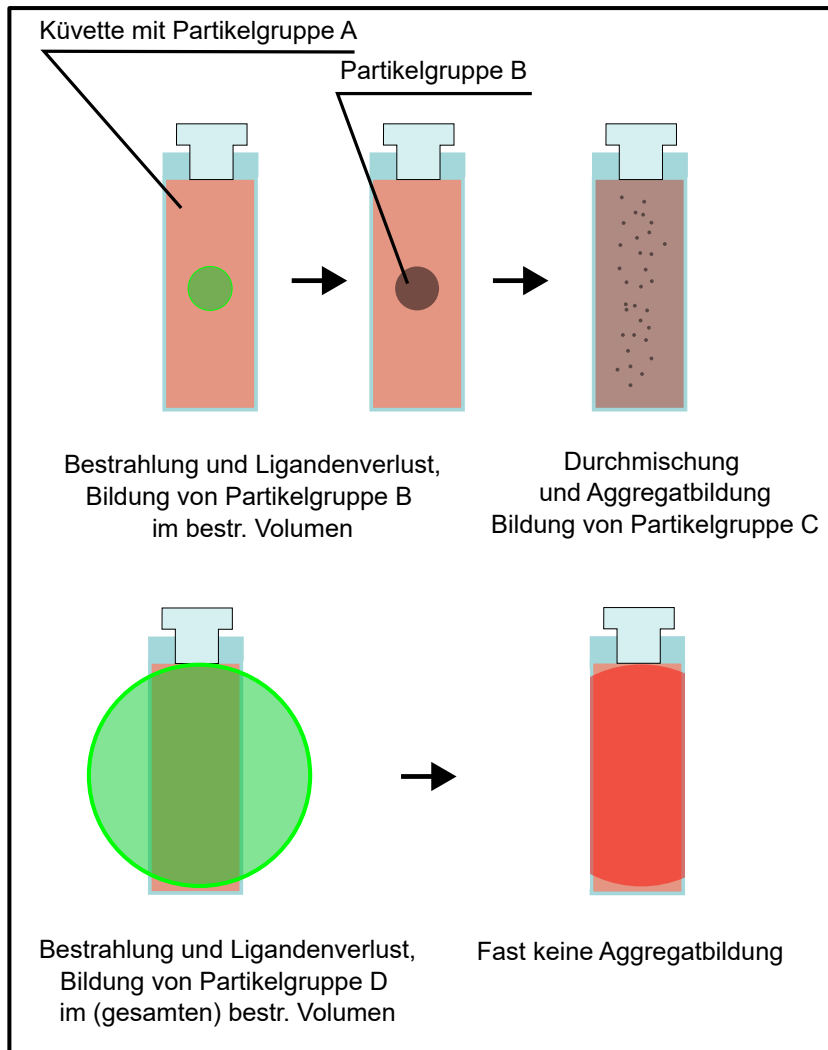 Küvette mit Partikelgruppe A
Partikelgruppe B
Bestrahlung und Ligandenverlust,
Bildung von Partikelgruppe B
im bestr. Volumen
Durchmischung
und Aggregatbildung
Bildung von Partikelgruppe C
Bestrahlung und Ligandenverlust,
Bildung von Partikelgruppe D
im (gesamten) bestr. Volumen
Fast keine Aggregatbildung